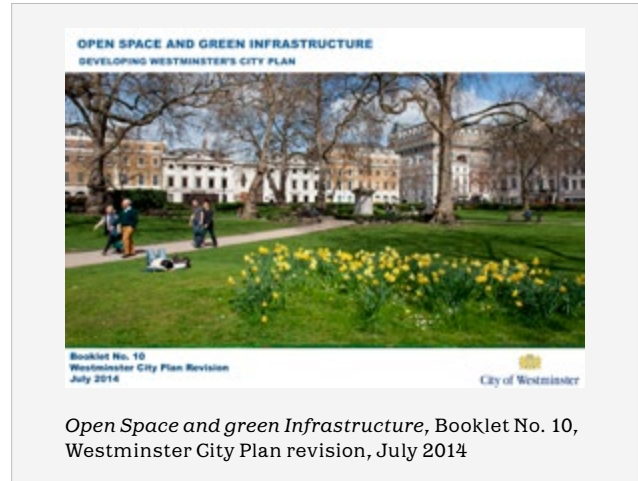 OPEN SPACE AND GREEN INFRASTRUCTURE
DEVELOPING WESTMINSTER'S CITY PLAN
Booklet No. 10
Westminster City Plan Revision
July 2014
City of Westminster
Open Space and green Infrastructure, Booklet No. 10,
Westminster City Plan revision, July 2014